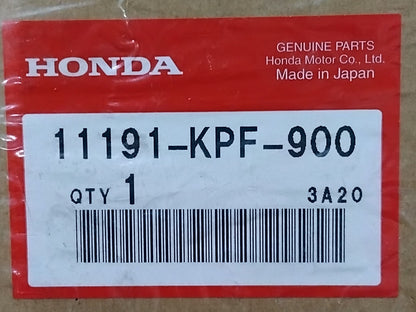 HONDA
GENUINE PARTS
Honda Motor Co., Ltd.
Made in Japan
11191-KPF-900
QTY 1 3A20